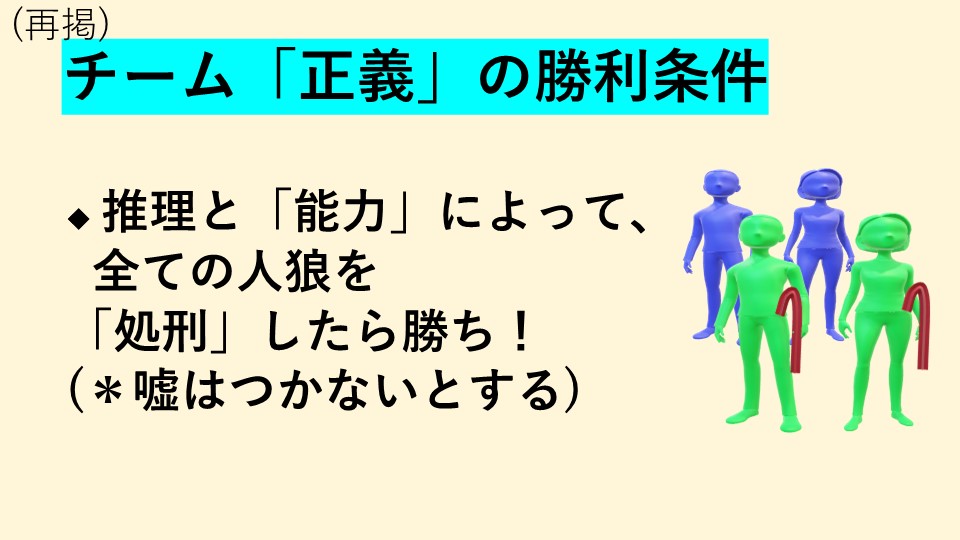 (再掲)
チーム「正義」の勝利条件
◆推理と「能力」によって、
全ての人狼を
「処刑」したら勝ち！
(＊嘘はつかないとする)